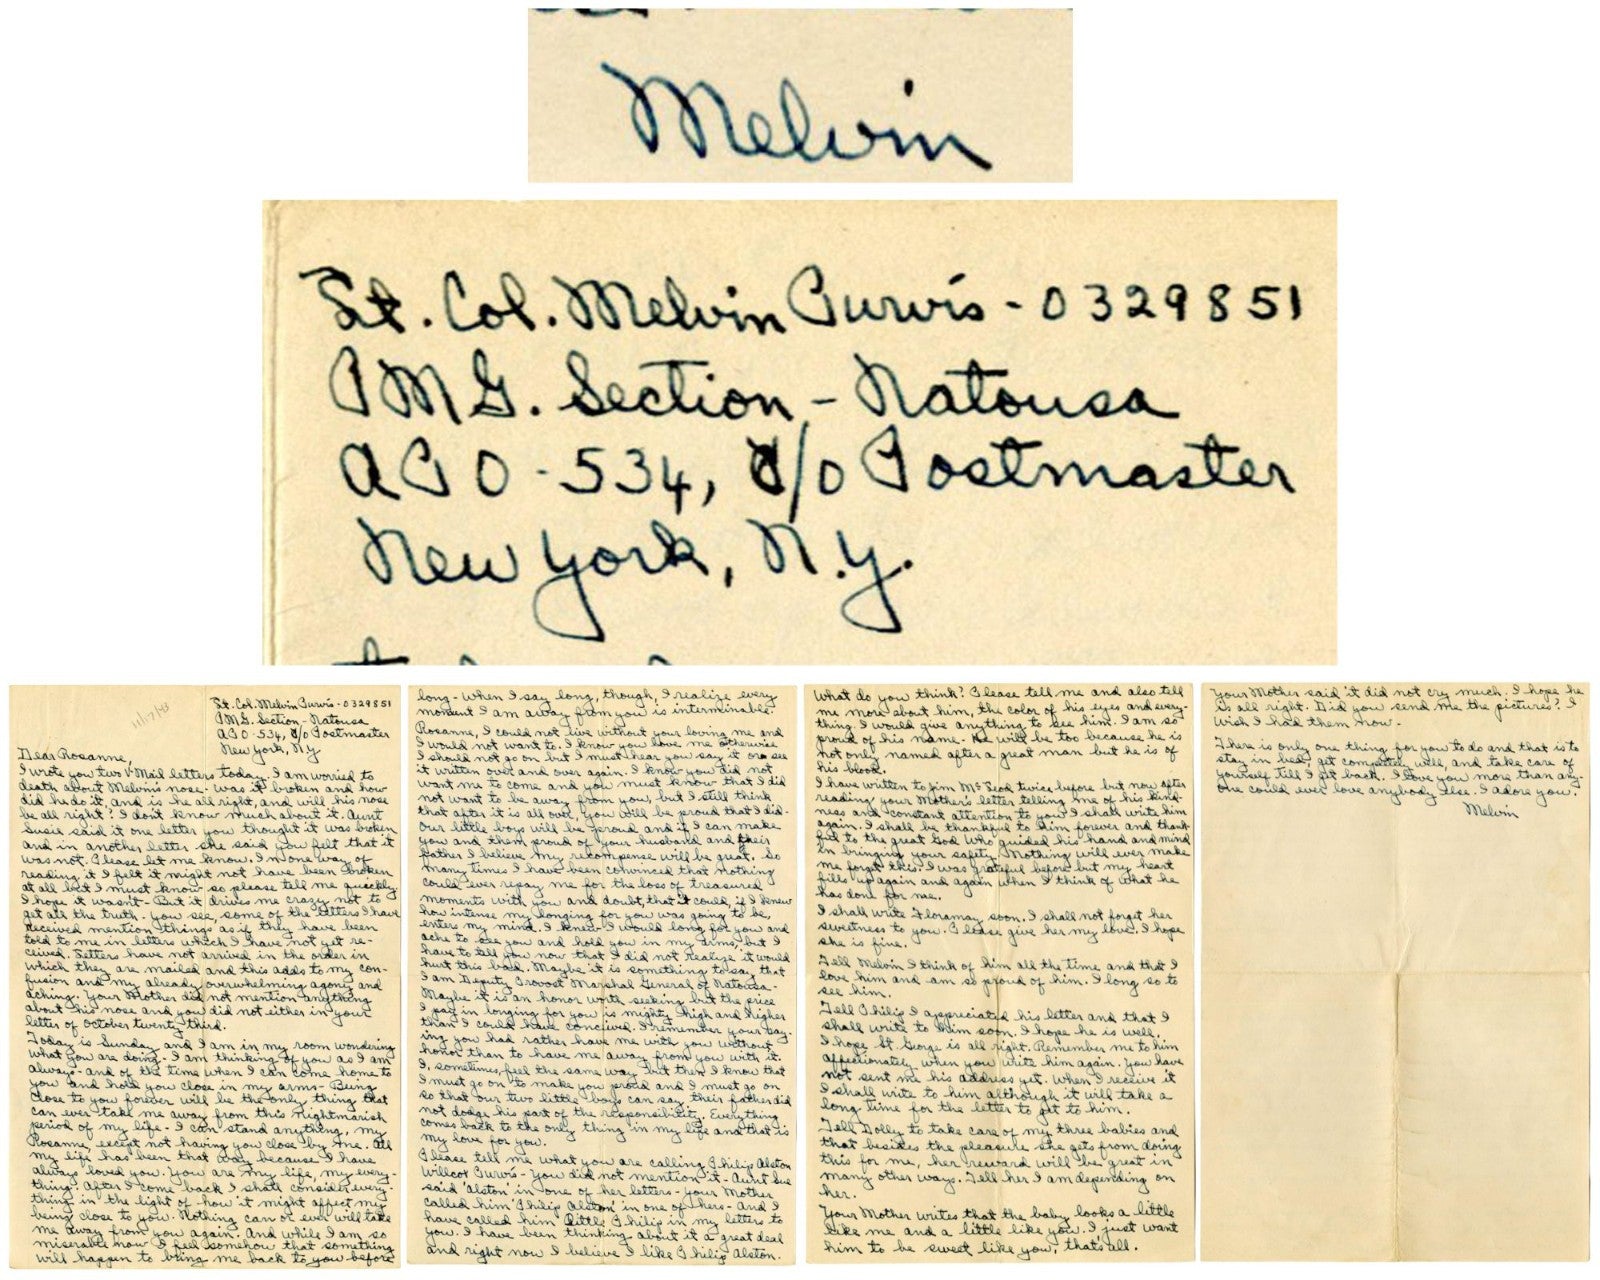 Melvin
Lt. Col. Melvin Purvis - 0329851
P M G. Section - Natousa
A P O - 534, c/o Postmaster
New York, N.y.
11/7/43
Lt. Col. Melvin Purvis - 0329851
P M G. Section - Natousa
A P O - 534, c/o Postmaster
New York, N.y
Dear Rosanne,
I wrote you two V Mail letters today. I am worried to
death about Melvin's nose. Was it broken and how
did he do it, and is he all right, and will his nose
be all right? I don't know much about it. Aunt
Susie said it one letter you thought it was broken
and in another letter she said you felt that it
was not. Please let me know. In one way of
reading it I felt it might not have been broken
at all but I must know so please tell me quickly
I hope it wasn't - But it drives me crazy not to
get all the truth. You see, some of the letters I have
received mention things as if they have been
told to me in letters which I have not yet re-
ceived. Letters have not arrived in the order in
which they are mailed and this adds to my con-
fusion and my already overwhelming agony and
aching. Your Mother did not mention anything
about his nose and you did not either in your
letter of October twenty third.
Today is Sunday and I am in my room wondering
what you are doing. I am thinking of you as I am
always - and of the time when I can come home to
you and hold you close in my arms - Being
close to you forever will be the only thing that
can ever take me away from this nightmarish
period of my life - I can stand anything, my
Rosanne, except not having you close by me. All
my life has been that way because I have
always loved you. You are my life, my every-
thing. After I come back I shall consider every-
thing in the light of how it might affect my
being close to you. Nothing can or ever will take
me away from you again. And while I am so
miserable now I feel somehow that something
will happen to bring me back to you before
long - When I say long, though, I realize every
moment I am away from you is interminable.
Rosanne, I could not live without your loving me and
I would not want to. I know you love me otherwise
I should not go on but I must hear you say it or see
it written over and over again. I know you did not
want me to come and you must know that I did
not want to be away from you, but I still think
that after it is all over, you will be proud that I did.
Our little boys will be proud and if I can make
you and them proud of your husband and their
father I believe my recompense will be great. So
many times I have been convinced that nothing
could ever repay me for the loss of treasured
moments with you and doubt, that it could, if I knew
how intense my longing for you was going to be,
enters my mind. I knew I would long for you and
ache to see you and hold you in my arms, but I
have to tell you now that I did not realize it would
hurt this bad. Maybe it is something to say that
I am Deputy Provost Marshal General of Natousa -
Maybe it is an honor worth seeking but the price
I pay in longing for you is mighty high and higher
than I could have conceived. I remember your say-
ing you had rather have me with you without
honor than to have me away from you with it.
I, sometimes, feel the same way but then I know that
I must go on to make you proud and I must go on
so that our two little boys can say their father did
not dodge his part of the responsibility. Everything
comes back to the only thing in my life and that is
my love for you.
Please tell me what you are calling Philip Alston
Willcox Purvis - You did not mention it - Aunt Sue
said 'Alston' in one of her letters - your Mother
called him 'Philip Alston' in one of hers - And I
have called him little Philip in my letters to
you. I have been thinking about it a great deal
and right now I believe I like Philip Alston.
What do you think? Please tell me and also tell
me more about him, the color of his eyes and every-
thing. I would give anything to see him. I am so
proud of his name. He will be too because he is
not only named after a great man but he is of
his blood.
I have written to Jim McLeod twice before but now after
reading your Mother's letter telling me of his kind-
ness and constant attention to you I shall write him
again. I shall be thankful to him forever and thank-
ful to the great God who guided his hand and mind
in bringing your safety. Nothing will ever make
me forget this. I was grateful before but my heart
fills up again and again when I think of what he
has done for me.
I shall write Floramay soon. I shall not forget her
sweetness to you. Please give her my love. I hope
she is fine.
Tell Melvin I think of him all the time and that I
love him and am so proud of him. I long so to
see him.
Tell Philip I appreciated his letter and that I
shall write to him soon. I hope he is well.
I hope St. George is all right. Remember me to him
affectionately when you write him again. You have
not sent me his address yet. When I receive it
I shall write to him although it will take a
long time for the letter to get to him.
Tell Dolly to take care of my three babies and
that besides the pleasure she gets from doing
this for me, her reward will be great in
many other ways. Tell her I am depending on
her.
Your Mother writes that the baby looks a little
like me and a little like you. I just want
him to be sweet like you, thats all.
Your Mother said it did not cry much. I hope he
is all right. Did you send me the pictures? I
wish I had them now.
There is only one thing for you to do and that is to
stay in bed, get completely well, and take care of
yourself till I get back. I love you more than any-
one could ever love anybody else. I adore you.
Melvin